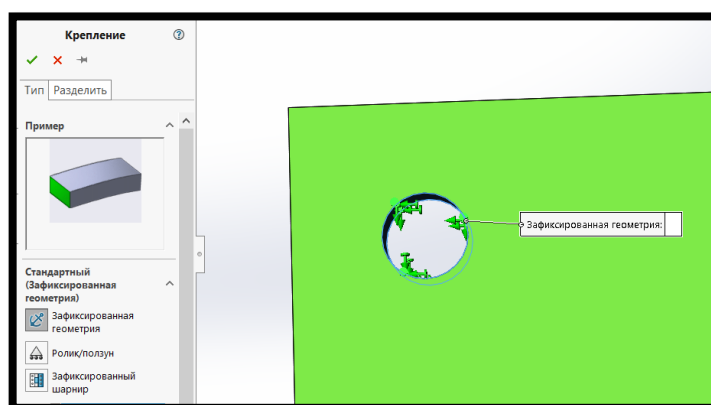 Крепление
Тип Разделить
Пример
Стандартный
(Зафиксированная
геометрия)
Зафиксированная
геометрия
Ролик/ползун
Зафиксированный
шарнир
Зафиксированная геометрия: